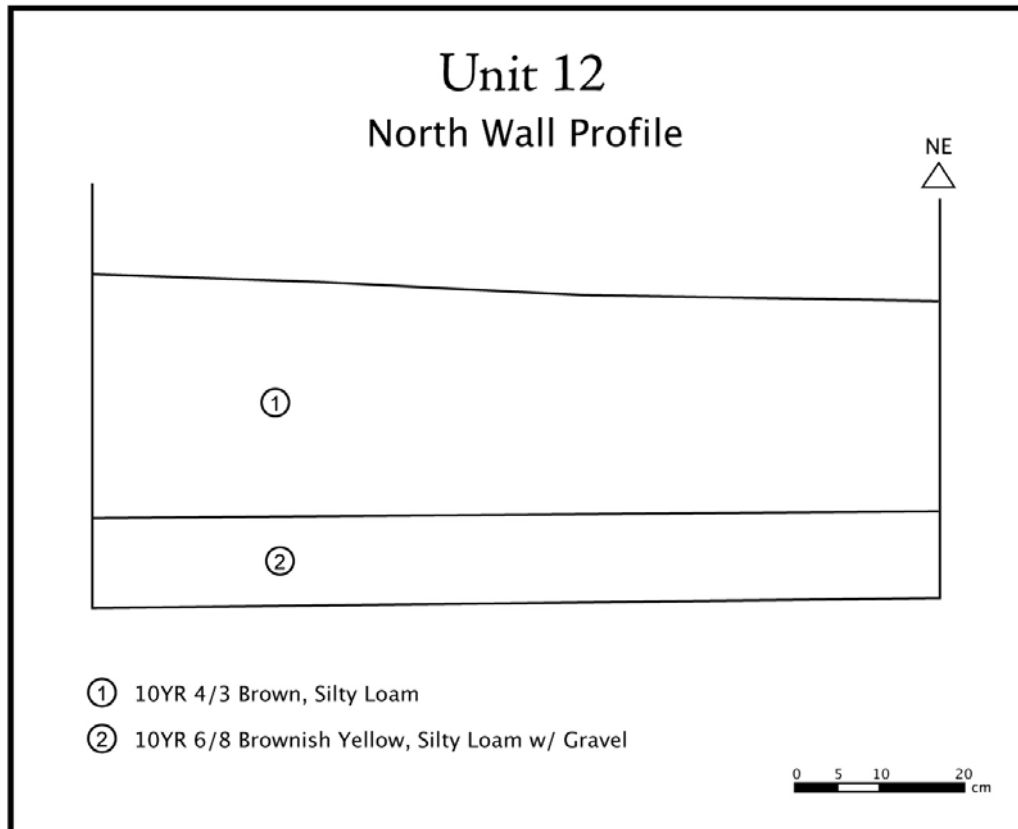 Unit 12
North Wall Profile
NE
1
2
1 10YR 4/3 Brown, Silty Loam
2 10YR 6/8 Brownish Yellow, Silty Loam w/ Gravel
0 5 10 20
cm